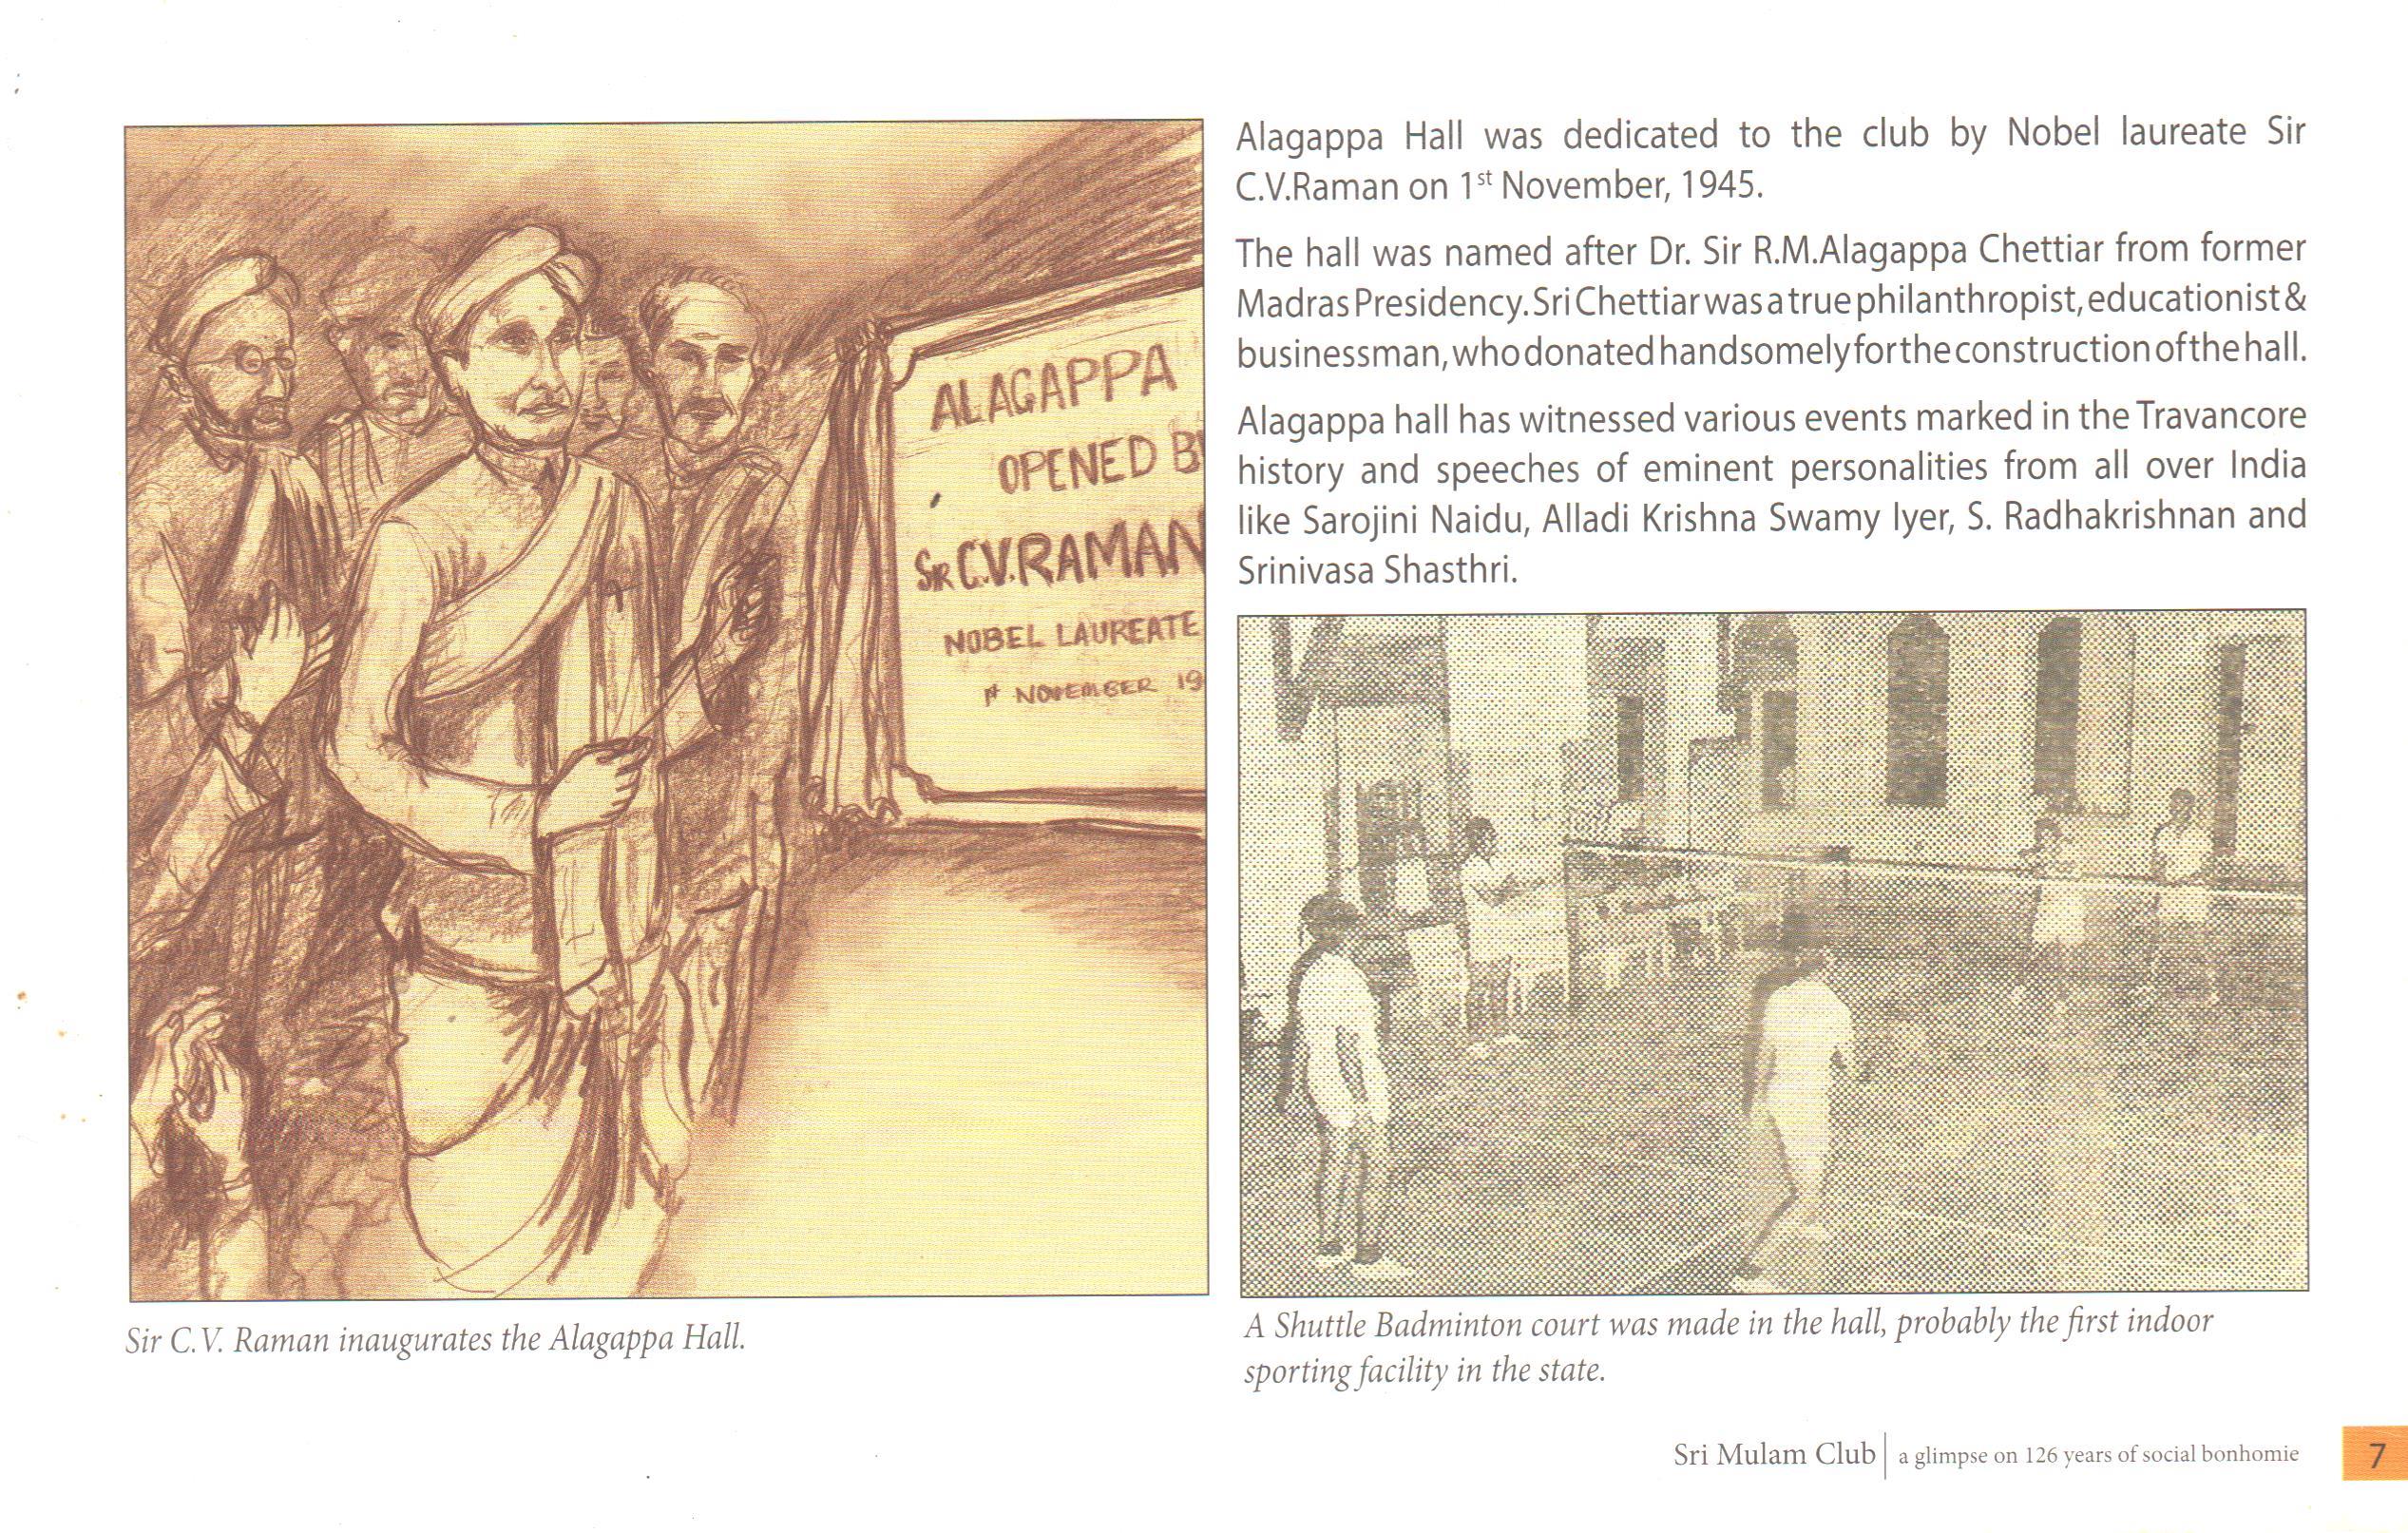 ALAGAPPA
OPENED B
SIR C.V.RAMAN
NOBEL LAUREATE
1st NOVEMBER 19
Sir C.V. Raman inaugurates the Alagappa Hall.
Alagappa Hall was dedicated to the club by Nobel laureate Sir
C.V.Raman on 1st November, 1945.
The hall was named after Dr. Sir R.M.Alagappa Chettiar from former
Madras Presidency. Sri Chettiar was a true philanthropist, educationist &
businessman, who donated handsomely for the construction of the hall.
Alagappa hall has witnessed various events marked in the Travancore
history and speeches of eminent personalities from all over India
like Sarojini Naidu, Alladi Krishna Swamy Iyer, S. Radhakrishnan and
Srinivasa Shasthri.
A Shuttle Badminton court was made in the hall, probably the first indoor
sporting facility in the state.
Sri Mulam Club | a glimpse on 126 years of social bonhomie
7